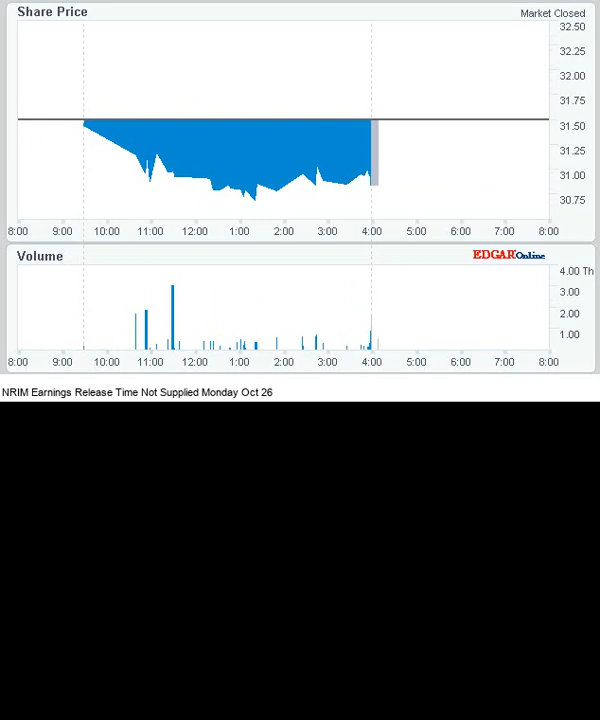 Share Price
Market Closed
32.50
32.25
32.00
31.75
31.50
31.25
31.00
30.75
8:00 9:00 10:00 11:00 12:00 1:00 2:00 3:00 4:00 5:00 6:00 7:00 8:00
Volume
EDGAR Online
4.00 Th
3.00
2.00
1.00
8:00 9:00 10:00 11:00 12:00 1:00 2:00 3:00 4:00 5:00 6:00 7:00 8:00
NRIM Earnings Release Time Not Supplied Monday Oct 26